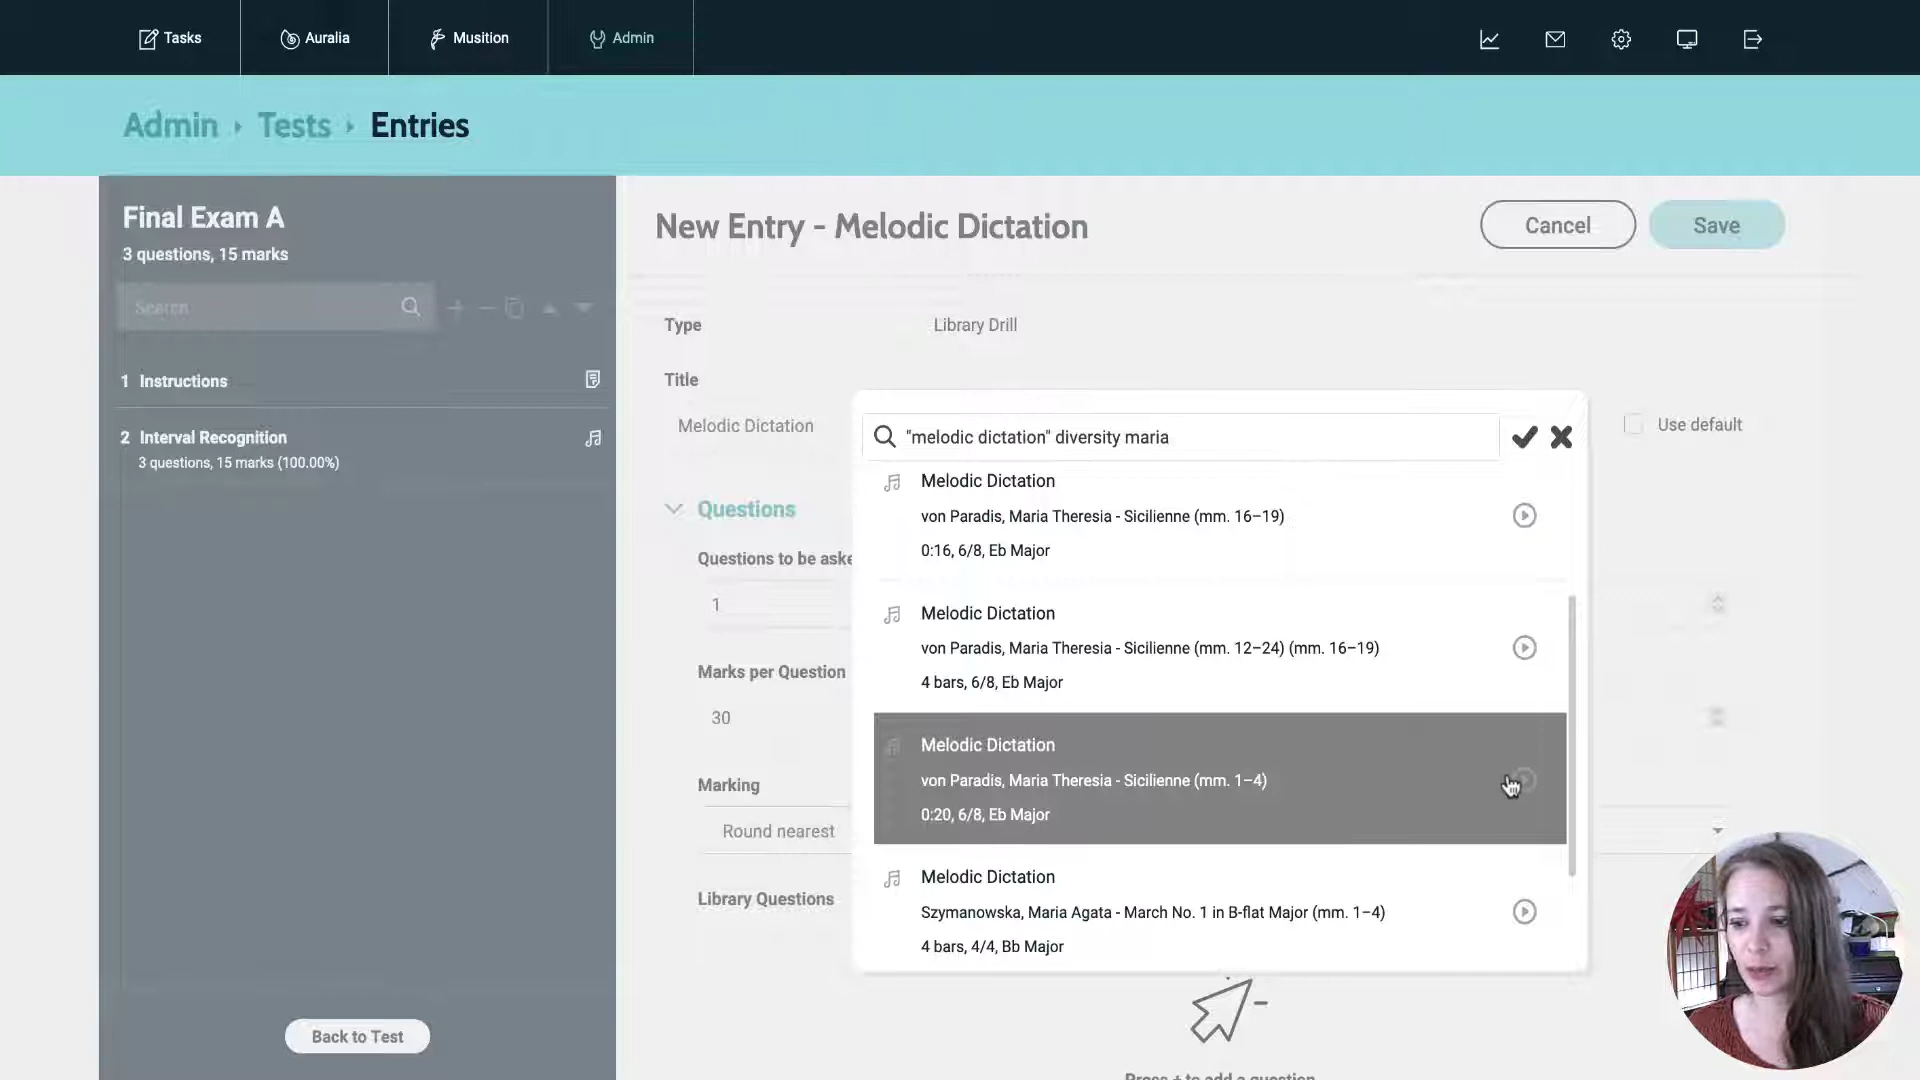 Tasks
Auralia
Musition
Admin
Admin
Tests
Entries
Final Exam A
3 questions, 15 marks
Search
1 Instructions
2 Interval Recognition
3 questions, 15 marks (100.00%)
Back to Test
New Entry - Melodic Dictation
Cancel
Save
Type
Library Drill
Title
Melodic Dictation
Use default
Questions
Questions to be aske
1
Marks per Question
30
Marking
Round nearest
Library Questions
"melodic dictation" diversity maria
Melodic Dictation
von Paradis, Maria Theresia - Sicilienne (mm. 16–19)
0:16, 6/8, Eb Major
Melodic Dictation
von Paradis, Maria Theresia - Sicilienne (mm. 12–24) (mm. 16–19)
4 bars, 6/8, Eb Major
Melodic Dictation
von Paradis, Maria Theresia - Sicilienne (mm. 1–4)
0:20, 6/8, Eb Major
Melodic Dictation
Szymanowska, Maria Agata - March No. 1 in B-flat Major (mm. 1–4)
4 bars, 4/4, Bb Major
Press + to add a question